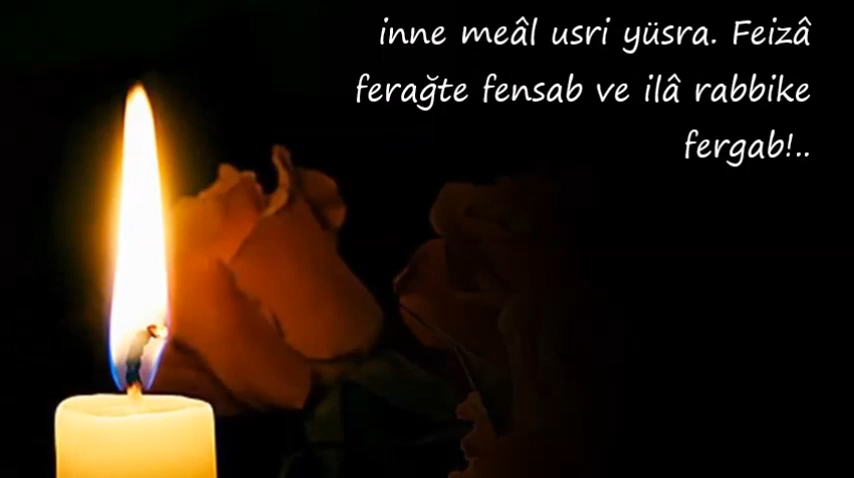 inne meâl usri yüsra. Feizâ
ferağte fensab ve ilâ rabbike
fergab!..